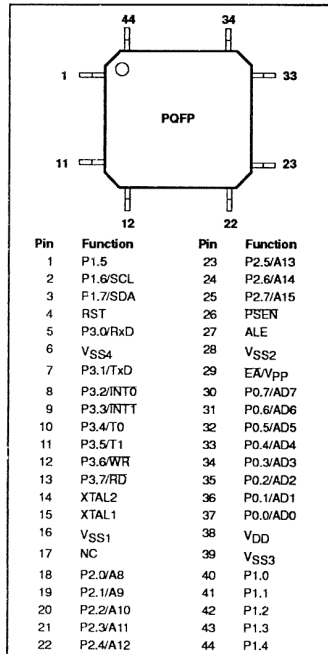 44 34
1 33
PQFP
11 23
12 22
Pin Function Pin Function
1 P1.5 23 P2.5/A13
2 P1.6/SCL 24 P2.6/A14
3 P1.7/SDA 25 P2.7/A15
4 RST 26 PSEN
5 P3.0/RxD 27 ALE
6 VSS4 28 VSS2
7 P3.1/TxD 29 EA/VPP
8 P3.2/INT0 30 P0.7/AD7
9 P3.3/INT1 31 P0.6/AD6
10 P3.4/T0 32 P0.5/AD5
11 P3.5/T1 33 P0.4/AD4
12 P3.6/WR 34 P0.3/AD3
13 P3.7/RD 35 P0.2/AD2
14 XTAL2 36 P0.1/AD1
15 XTAL1 37 P0.0/AD0
16 VSS1 38 VDD
17 NC 39 VSS3
18 P2.0/A8 40 P1.0
19 P2.1/A9 41 P1.1
20 P2.2/A10 42 P1.2
21 P2.3/A11 43 P1.3
22 P2.4/A12 44 P1.4